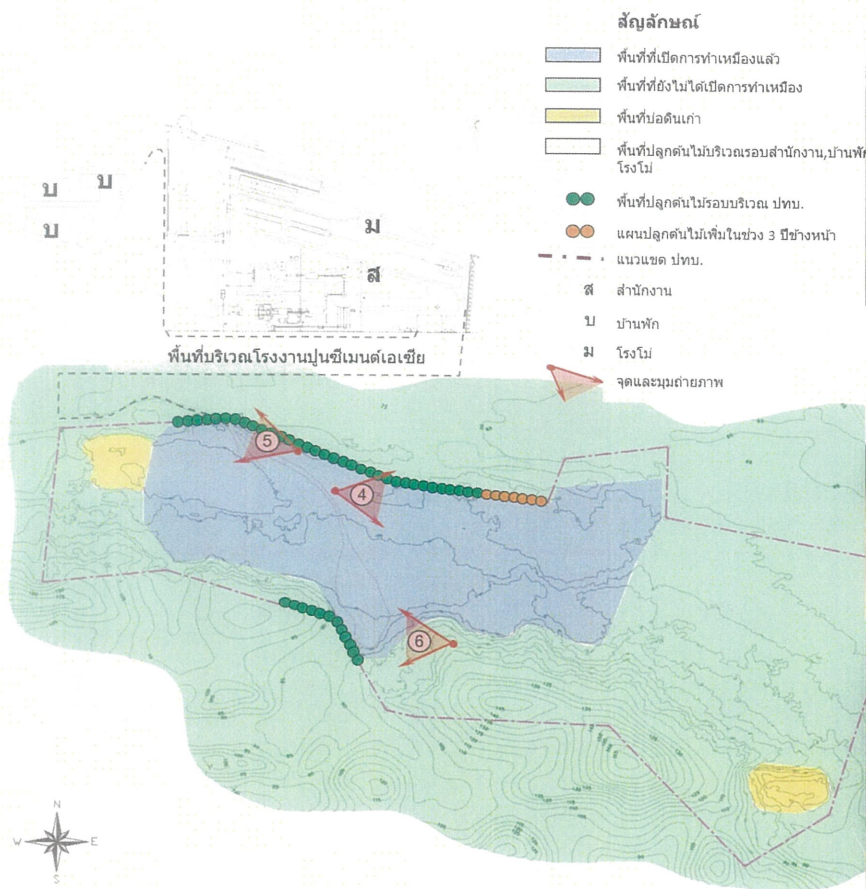 สัญลักษณ์
พื้นที่ที่เปิดการทำเหมืองแล้ว
พื้นที่ที่ยังไม่ได้เปิดการทำเหมือง
พื้นที่บ่อดินเก่า
พื้นที่ปลูกต้นไม้บริเวณรอบสำนักงาน,บ้านพัก
โรงโม่
พื้นที่ปลูกต้นไม้รอบบริเวณ ปทบ.
แผนปลูกต้นไม้เพิ่มในช่วง 3 ปีข้างหน้า
แนวเขต ปทบ.
ส สำนักงาน
บ บ้านพัก
ม โรงโม่
จุดและมุมถ่ายภาพ
บ บ
บ
ม
ส
พื้นที่บริเวณโรงงานปูนซีเมนต์เอเซีย
5
4
6
N
W E
S